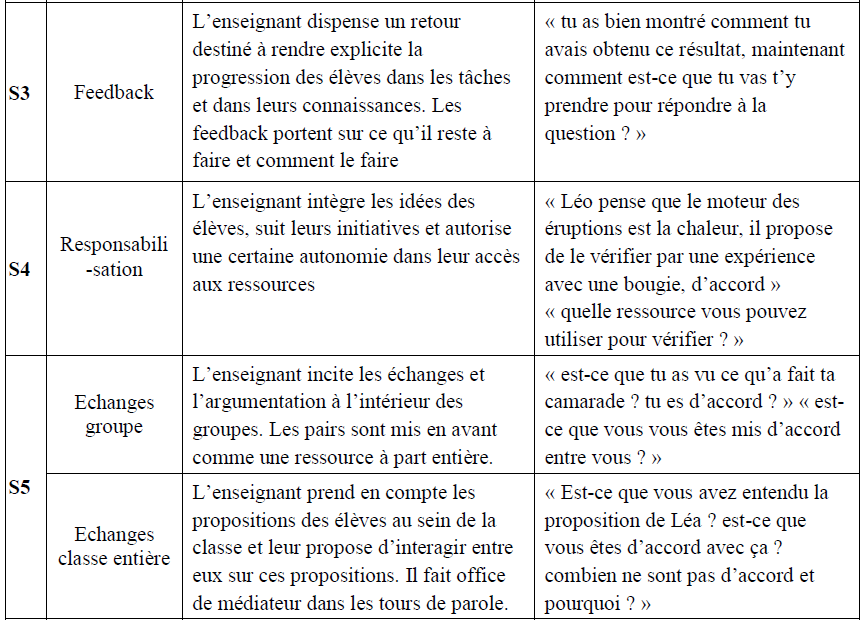 S3
Feedback
L’enseignant dispense un retour
destiné à rendre explicite la
progression des élèves dans les tâches
et dans leurs connaissances. Les
feedback portent sur ce qu’il reste à
faire et comment le faire
« tu as bien montré comment tu
avais obtenu ce résultat, maintenant
comment est-ce que tu vas t’y
prendre pour répondre à la
question ? »
S4
Responsabili
-sation
L’enseignant intègre les idées des
élèves, suit leurs initiatives et autorise
une certaine autonomie dans leur accès
aux ressources
« Léo pense que le moteur des
éruptions est la chaleur, il propose
de le vérifier par une expérience
avec une bougie, d’accord »
« quelle ressource vous pouvez
utiliser pour vérifier ? »
S5
Echanges
groupe
L’enseignant incite les échanges et
l’argumentation à l’intérieur des
groupes. Les pairs sont mis en avant
comme une ressource à part entière.
« est-ce que tu as vu ce qu’a fait ta
camarade ? tu es d’accord ? » « est-
ce que vous vous êtes mis d’accord
entre vous ? »
Echanges
classe entière
L’enseignant prend en compte les
propositions des élèves au sein de la
classe et leur propose d’interagir entre
eux sur ces propositions. Il fait office
de médiateur dans les tours de parole.
« Est-ce que vous avez entendu la
proposition de Léa ? est-ce que
vous êtes d’accord avec ça ?
combien ne sont pas d’accord et
pourquoi ? »